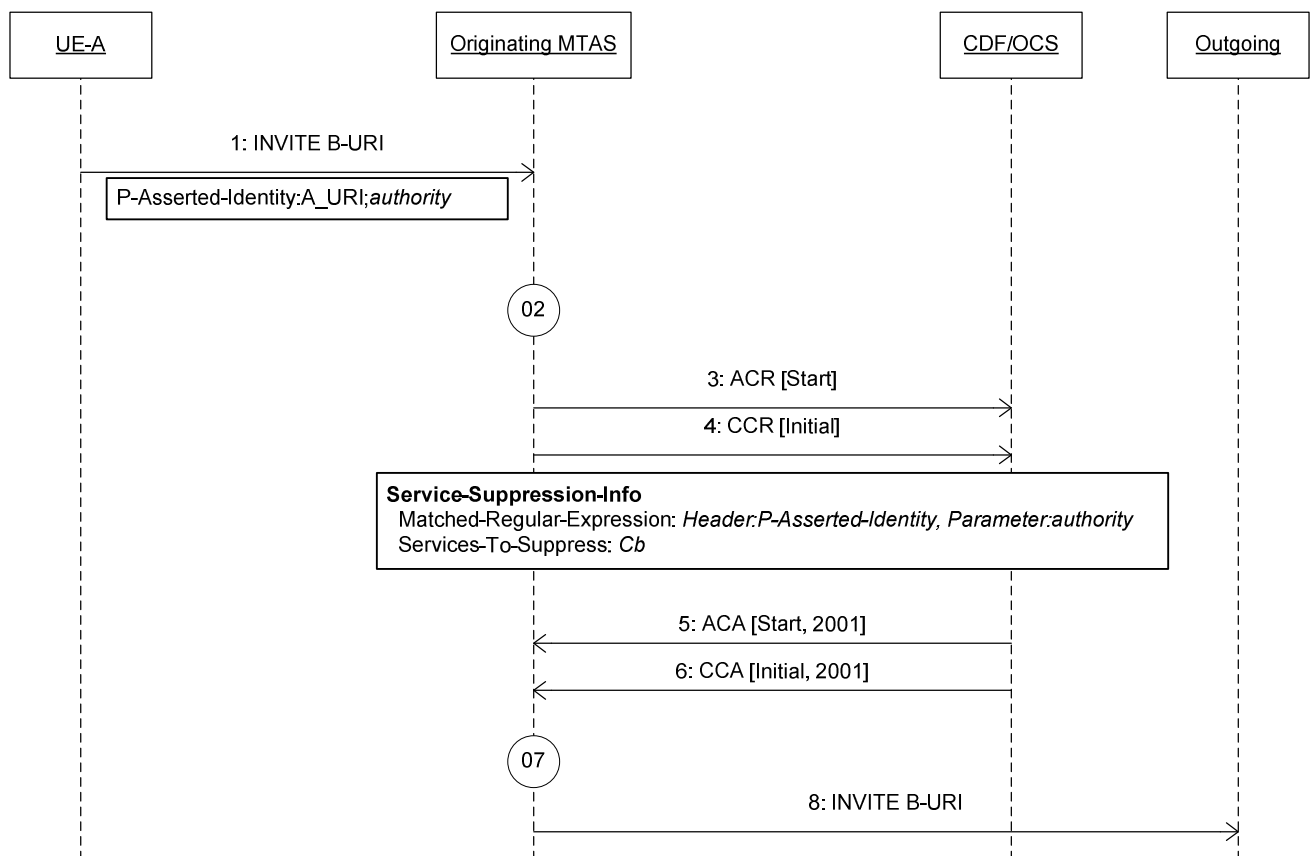 UE-A
Originating MTAS
CDF/OCS
Outgoing
1: INVITE B-URI
P-Asserted-Identity:A_URI;authority
02
3: ACR [Start]
4: CCR [Initial]
Service-Suppression-Info
Matched-Regular-Expression: Header:P-Asserted-Identity, Parameter:authority
Services-To-Suppress: Cb
5: ACA [Start, 2001]
6: CCA [Initial, 2001]
07
8: INVITE B-URI